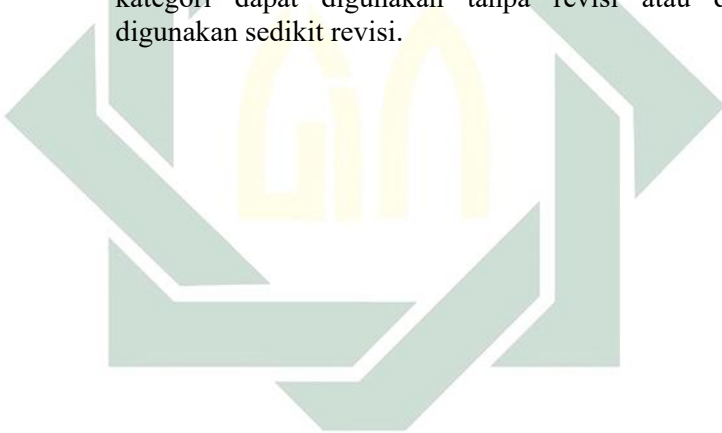 kategori dapat digunakan tanpa revisi atau
digunakan sedikit revisi.